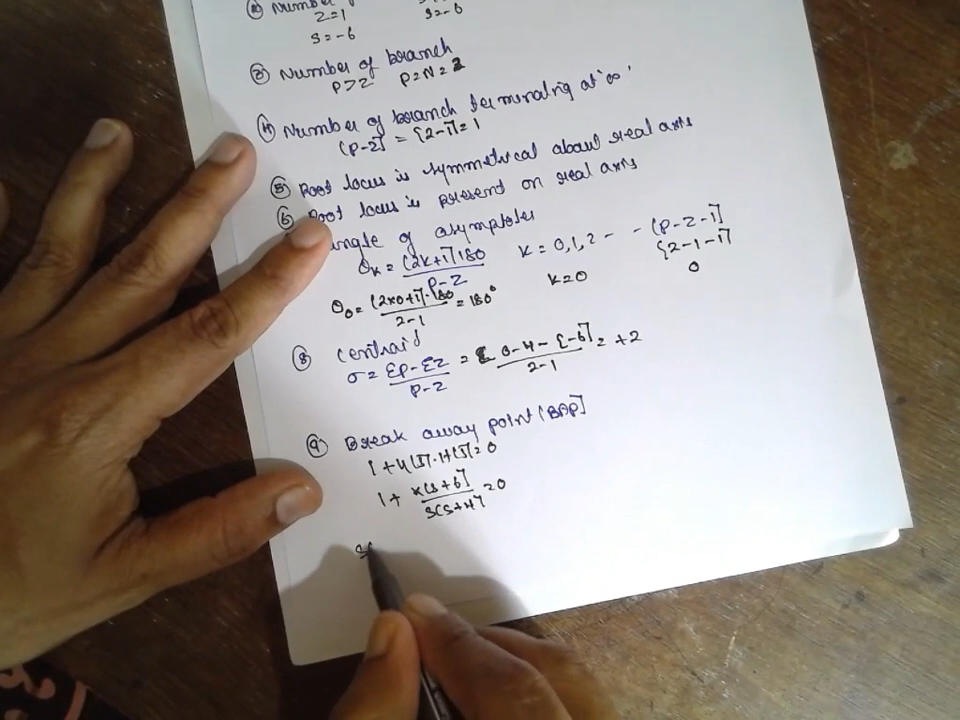 ② Number
Z=1
S=-6
S=-6
③ Number of branch
P>Z P=N=2
④ Number of branch terminating at '∞'
[P-Z] = [2-1]=1
⑤ Root locus is symmetrical about real axis
⑥ Root locus is present on real axis
angle of asymptotes
θk = (2k+1)180 / P-Z K = 0,1,2 - - (P-Z-1]
[2-1-1]
θ0 = (2x0+1)·180 / 2-1 = 180° K=0 0
⑧ Centroid
σ = ΣP-ΣZ / P-Z = 0-4-[-6] / 2-1 = +2
⑨ Break away point [BAP]
1+G(S)·H(S)=0
1+ K(S+6) / S(S+4) =0
S(